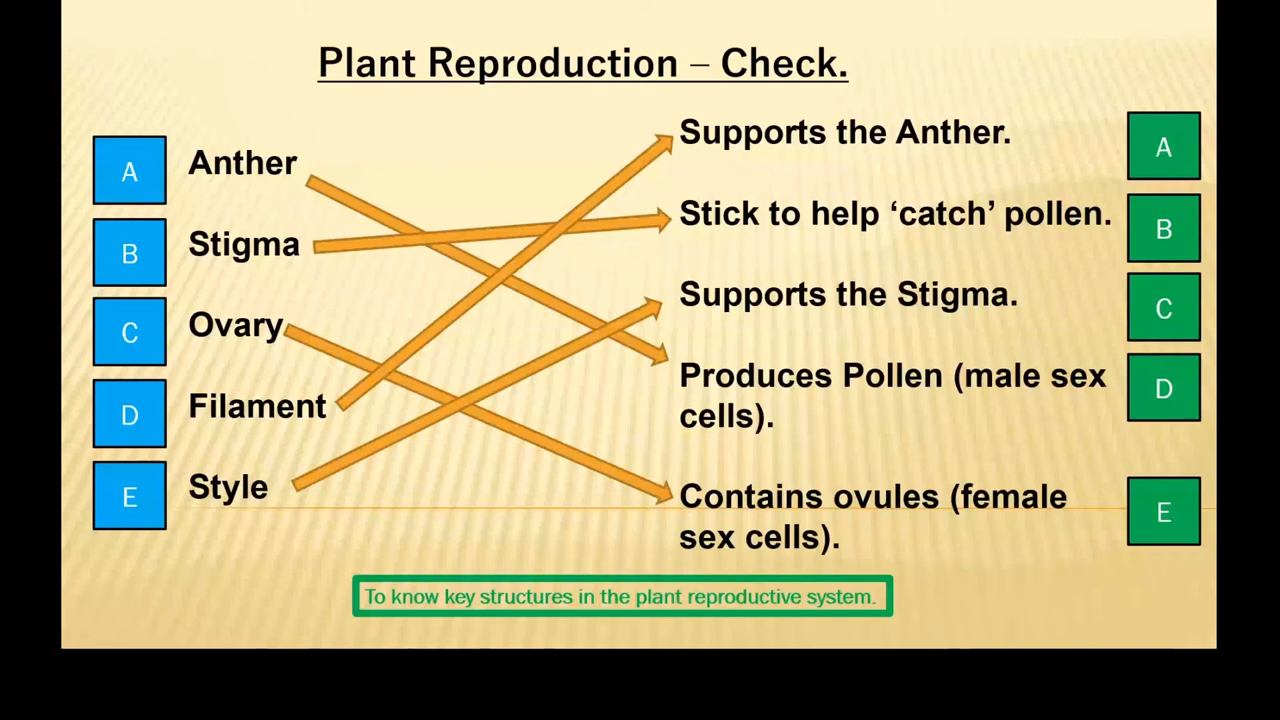 Plant Reproduction – Check.
A Anther
B Stigma
C Ovary
D Filament
E Style
Supports the Anther. A
Stick to help ‘catch’ pollen. B
Supports the Stigma. C
Produces Pollen (male sex D
cells).
Contains ovules (female E
sex cells).
To know key structures in the plant reproductive system.